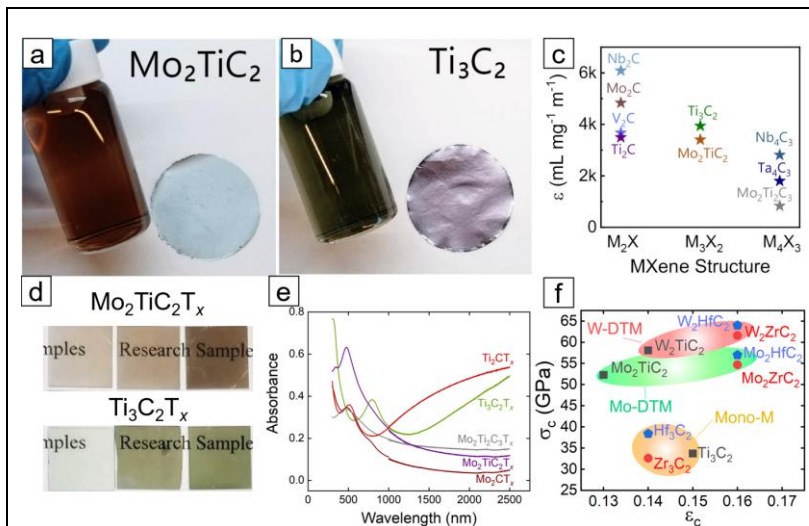 a
Mo₂TiC₂
b
Ti₃C₂
c
ε (mL mg⁻¹ m⁻¹)
6k
4k
2k
0
Nb₂C
Mo₂C
V₂C
Ti₂C
Ti₃C₂
Mo₂TiC₂
Nb₄C₃
Ta₄C₃
Mo₂Ti₂C₃
M₂X
M₃X₂
M₄X₃
MXene Structure
d
Mo₂TiC₂Tₓ
mples
Research
Sample
Ti₃C₂Tₓ
mples
Research
Sample
e
Absorbance
0.8
0.6
0.4
0.2
0.0
Ti₂CTₓ
Ti₃C₂Tₓ
Mo₂Ti₂C₃Tₓ
Mo₂TiC₂Tₓ
Mo₂CTₓ
500
1000
1500
2000
2500
Wavelength (nm)
f
σc (GPa)
65
60
55
50
45
40
35
30
W-DTM
W₂HfC₂
W₂ZrC₂
W₂TiC₂
Mo₂HfC₂
Mo₂TiC₂
Mo₂ZrC₂
Mo-DTM
Mono-M
Hf₃C₂
Ti₃C₂
Zr₃C₂
0.13
0.14
0.15
0.16
0.17
εc